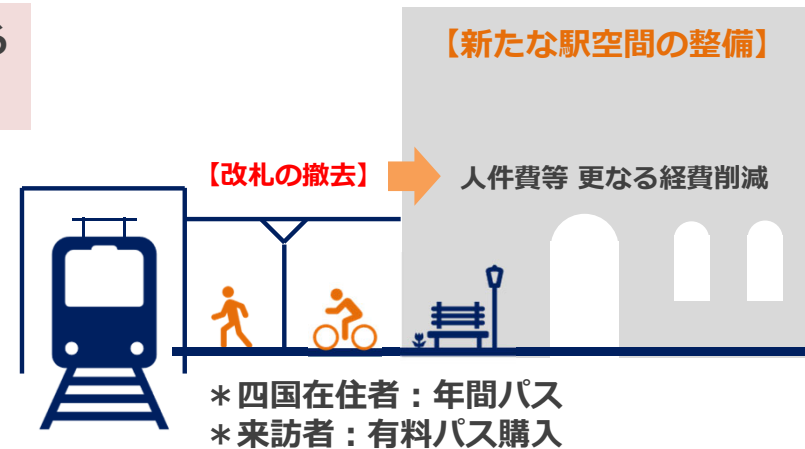 る
【新たな駅空間の整備】
【改札の撤去】
人件費等 更なる経費削減
＊四国在住者：年間パス
＊来訪者：有料パス購入